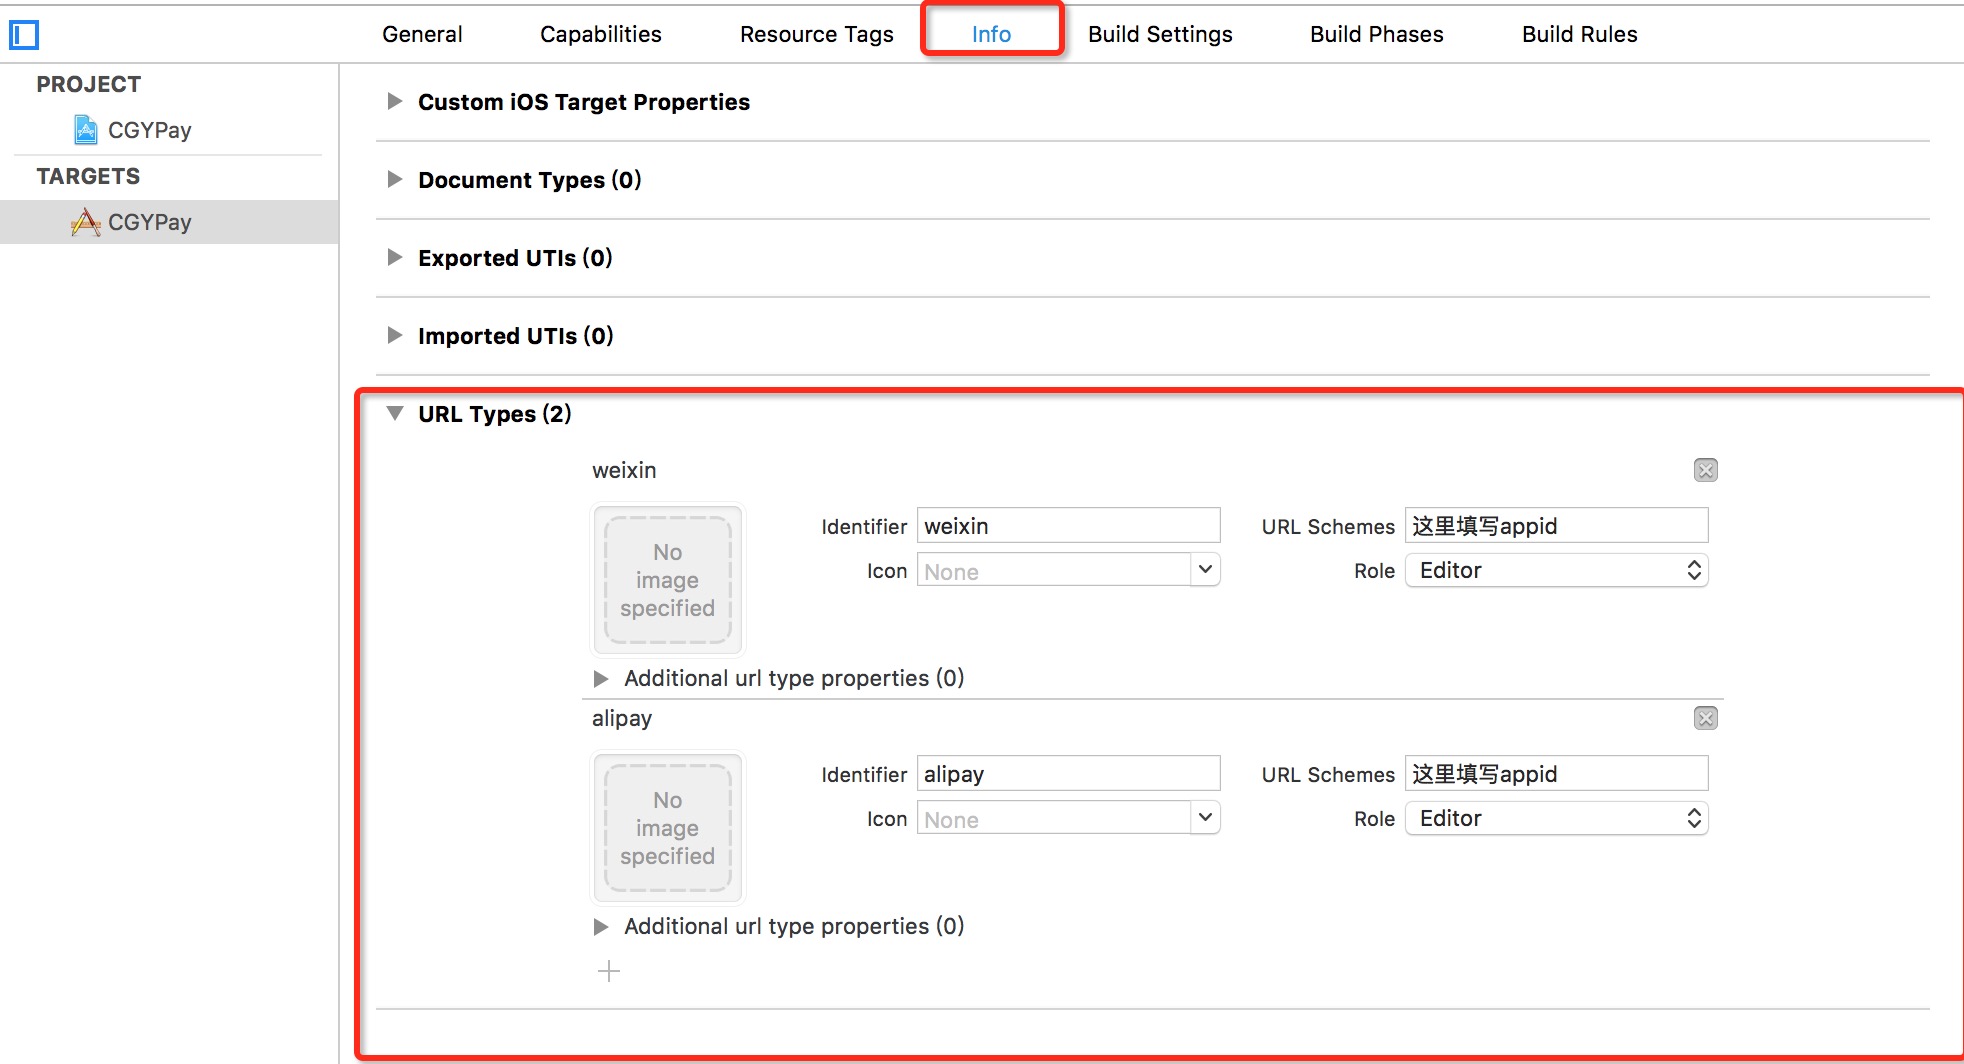 General Capabilities Resource Tags Info Build Settings Build Phases Build Rules
PROJECT
CGYPay
TARGETS
CGYPay
Custom iOS Target Properties
Document Types (0)
Exported UTIs (0)
Imported UTIs (0)
URL Types (2)
weixin
No
image
specified
Identifier weixin URL Schemes 这里填写appid
Icon None Role Editor
Additional url type properties (0)
alipay
No
image
specified
Identifier alipay URL Schemes 这里填写appid
Icon None Role Editor
Additional url type properties (0)